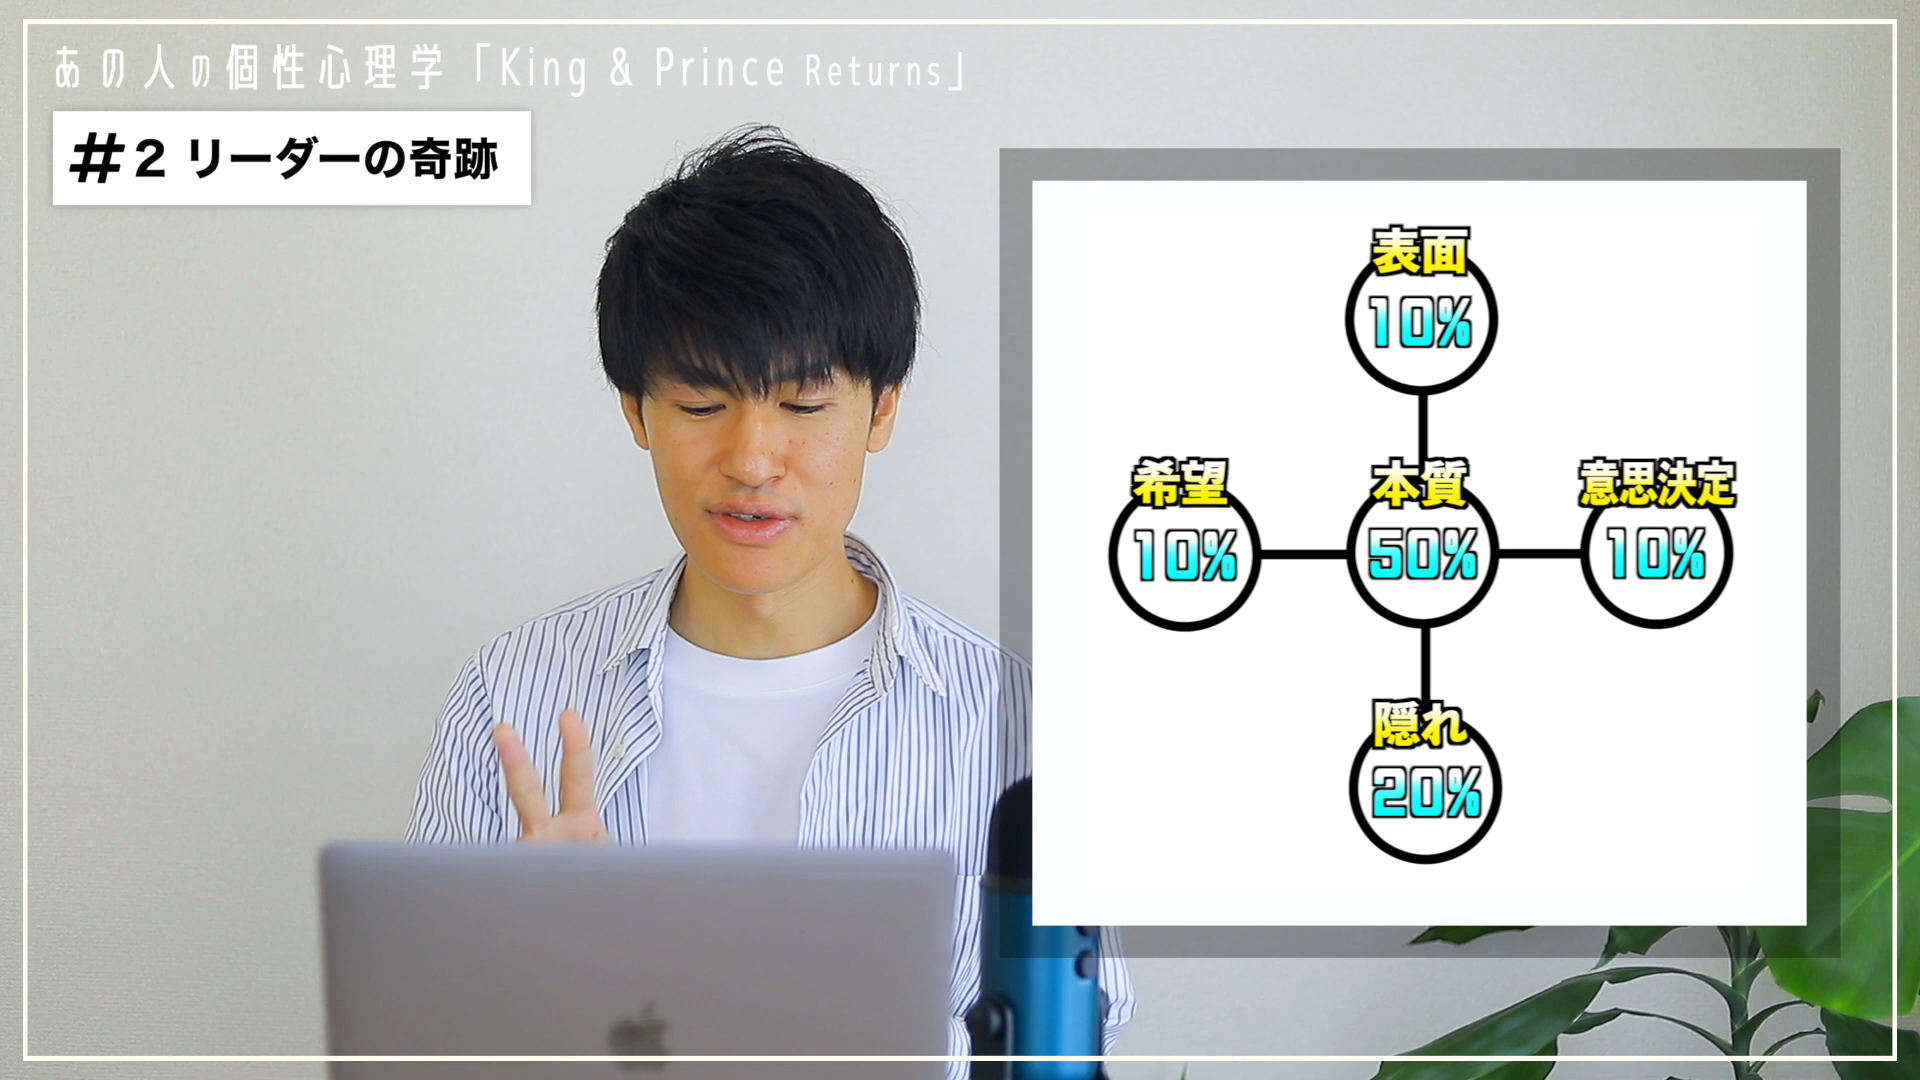 あの人の個性心理学「King & Prince Returns」
#2 リーダーの奇跡
表面
10%
希望
10%
本質
50%
意思決定
10%
隠れ
20%